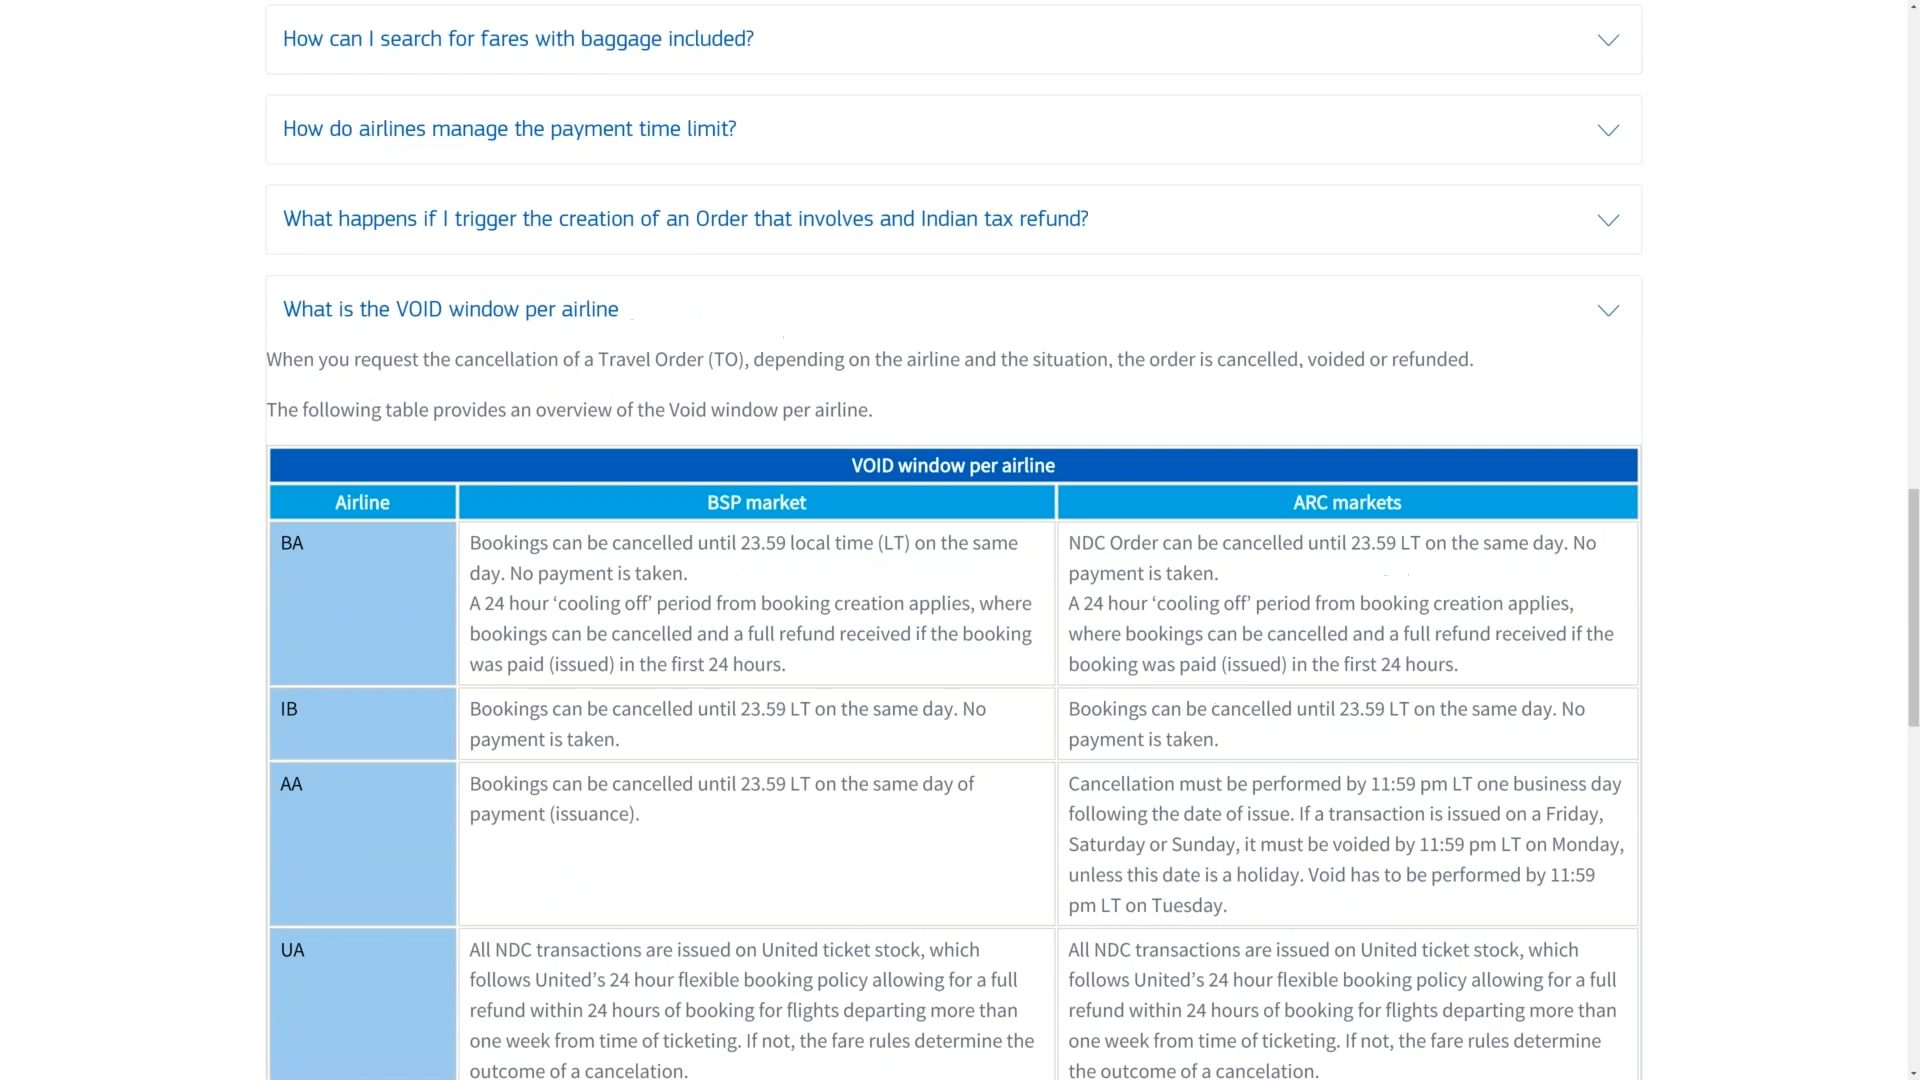 How can I search for fares with baggage included?
How do airlines manage the payment time limit?
What happens if I trigger the creation of an Order that involves and Indian tax refund?
What is the VOID window per airline
When you request the cancellation of a Travel Order (TO), depending on the airline and the situation, the order is cancelled, voided or refunded.
The following table provides an overview of the Void window per airline.
VOID window per airline
Airline
BSP market
ARC markets
BA
Bookings can be cancelled until 23.59 local time (LT) on the same
day. No payment is taken.
A 24 hour ‘cooling off’ period from booking creation applies, where
bookings can be cancelled and a full refund received if the booking
was paid (issued) in the first 24 hours.
NDC Order can be cancelled until 23.59 LT on the same day. No
payment is taken.
A 24 hour ‘cooling off’ period from booking creation applies,
where bookings can be cancelled and a full refund received if the
booking was paid (issued) in the first 24 hours.
IB
Bookings can be cancelled until 23.59 LT on the same day. No
payment is taken.
Bookings can be cancelled until 23.59 LT on the same day. No
payment is taken.
AA
Bookings can be cancelled until 23.59 LT on the same day of
payment (issuance).
Cancellation must be performed by 11:59 pm LT one business day
following the date of issue. If a transaction is issued on a Friday,
Saturday or Sunday, it must be voided by 11:59 pm LT on Monday,
unless this date is a holiday. Void has to be performed by 11:59
pm LT on Tuesday.
UA
All NDC transactions are issued on United ticket stock, which
follows United’s 24 hour flexible booking policy allowing for a full
refund within 24 hours of booking for flights departing more than
one week from time of ticketing. If not, the fare rules determine the
outcome of a cancelation.
All NDC transactions are issued on United ticket stock, which
follows United’s 24 hour flexible booking policy allowing for a full
refund within 24 hours of booking for flights departing more than
one week from time of ticketing. If not, the fare rules determine
the outcome of a cancelation.